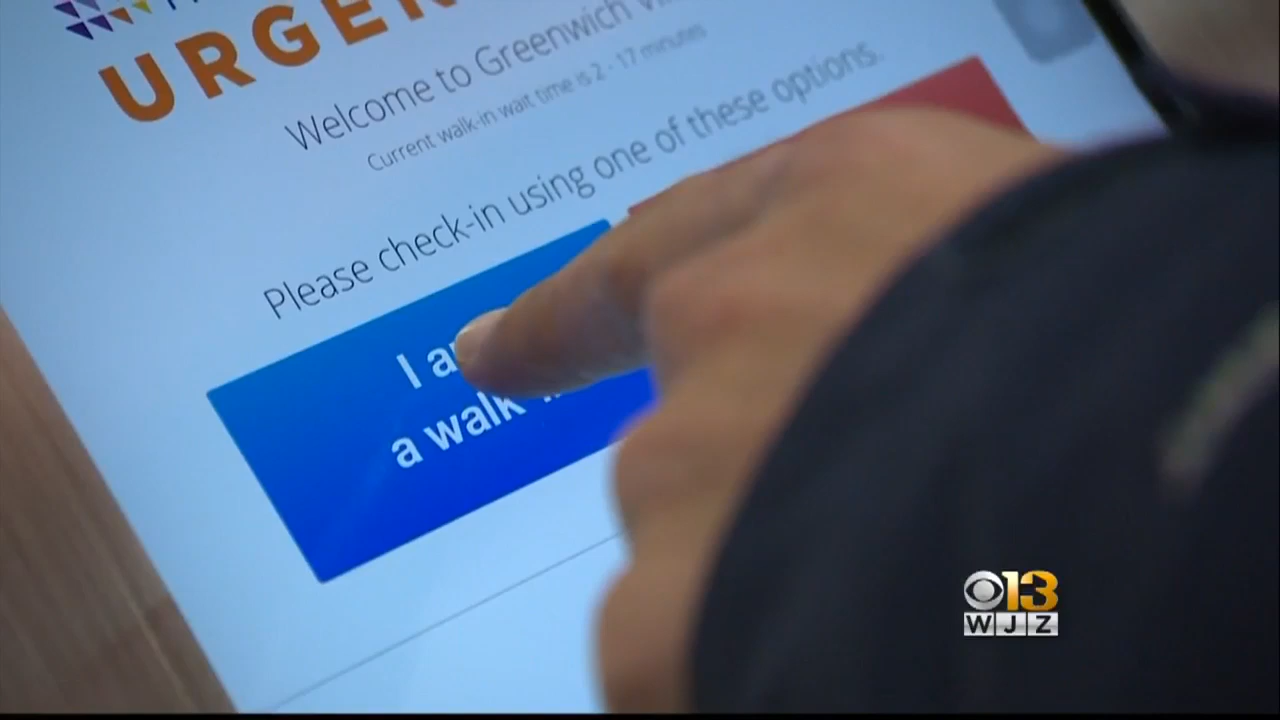 URGEN
Welcome to Greenwich Vil
Current walk-in wait time is 2 - 17 minutes
Please check-in using one of these options.
I a
a walk-
13
WJZ